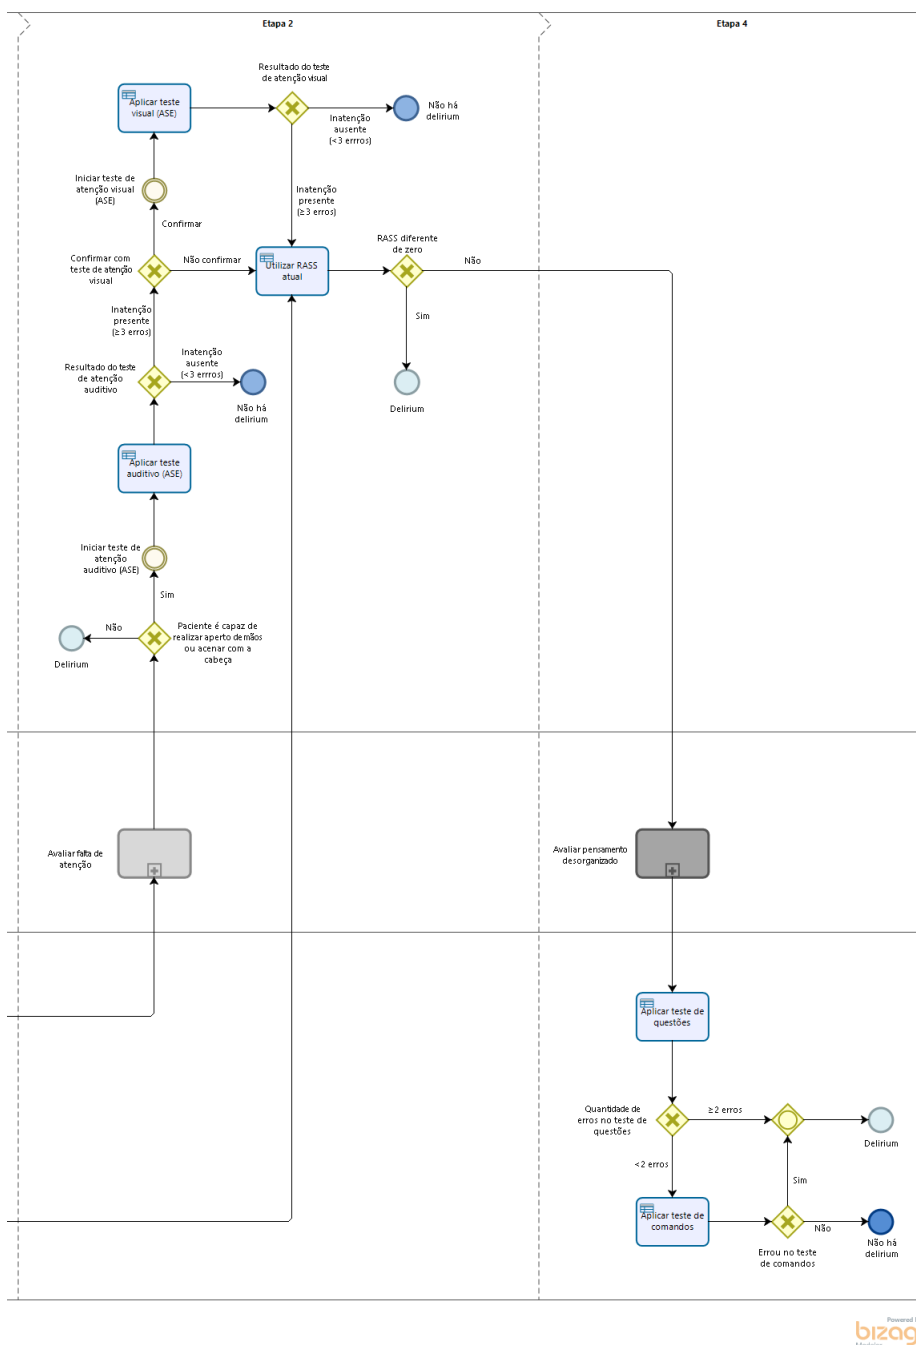 Etapa 2
Etapa 4
Resultado do teste
de atenção visual
Aplicar teste
visual (ASE)
Não há
delirium
Inatenção
ausente
(<3 errros)
Iniciar teste de
atenção visual
(ASE)
Inatenção
presente
(≥3 erros)
Confirmar
RASS diferente
de zero
Confirmar com
teste de atenção
visual
Não confirmar
Utilizar RASS
atual
Não
Inatenção
presente
(≥3 erros)
Sim
Inatenção
ausente
(<3 errros)
Resultado do teste
de atenção
auditivo
Não há
delirium
Delirium
Aplicar teste
auditivo (ASE)
Iniciar teste de
atenção
auditivo (ASE)
Sim
Não
Paciente é capaz de
realizar aperto de mãos
ou acenar com a
cabeça
Delirium
Avaliar falta de
atenção
Avaliar pensamento
desorganizado
Aplicar teste de
questões
Quantidade de
erros no teste de
questões
≥2 erros
Delirium
<2 erros
Sim
Aplicar teste de
comandos
Não
Não há
delirium
Errou no teste
de comandos
Powered
bizag
Modeler